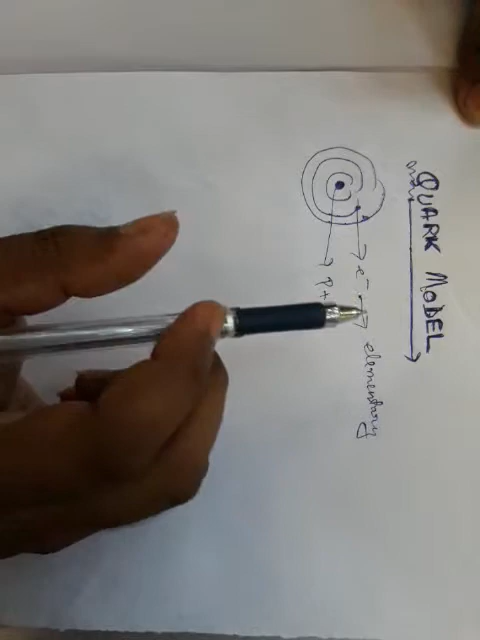 QUARK MODEL
e⁻ → elementary
→ P+